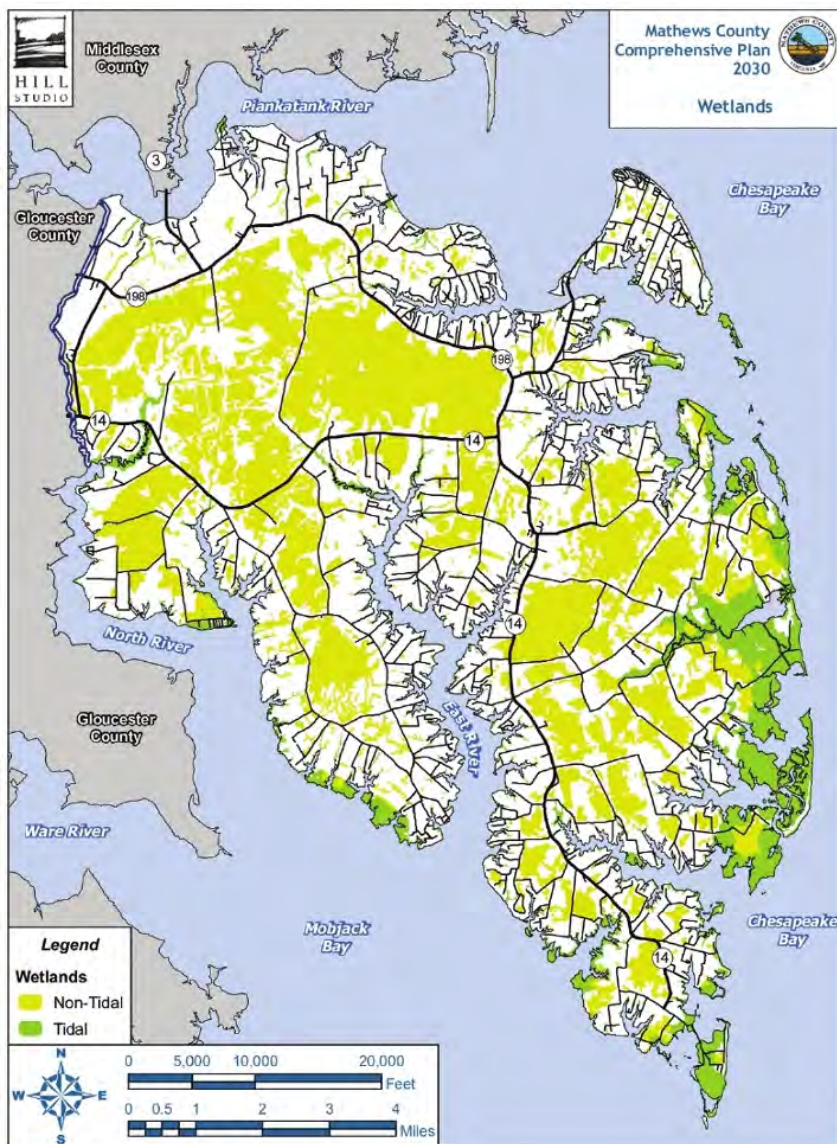 HILL
STUDIO
Middlesex
County
Mathews County
Comprehensive Plan
2030
Wetlands
MATHEWS COUNTY
Piankatank River
3
Chesapeake
Bay
Gloucester
County
198
198
14
14
14
North River
Gloucester
County
East River
Ware River
Mobjack
Bay
Chesapeake
Bay
14
Legend
Wetlands
Non-Tidal
Tidal
N
W E
S
0 5,000 10,000 20,000
Feet
0 0.5 1 2 3 4
Miles